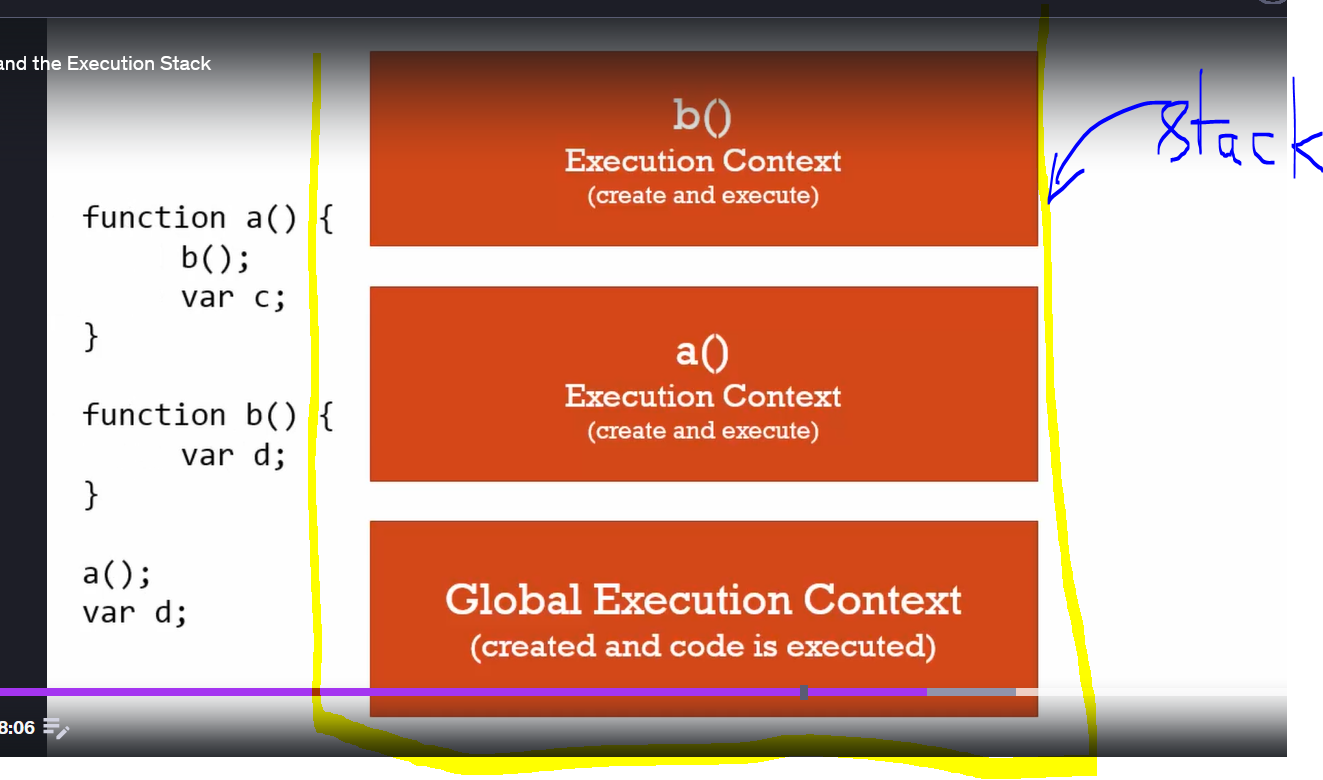 and the Execution Stack
Stack
function a() {
b();
var c;
}
function b() {
var d;
}
a();
var d;
b()
Execution Context
(create and execute)
a()
Execution Context
(create and execute)
Global Execution Context
(created and code is executed)
8:06